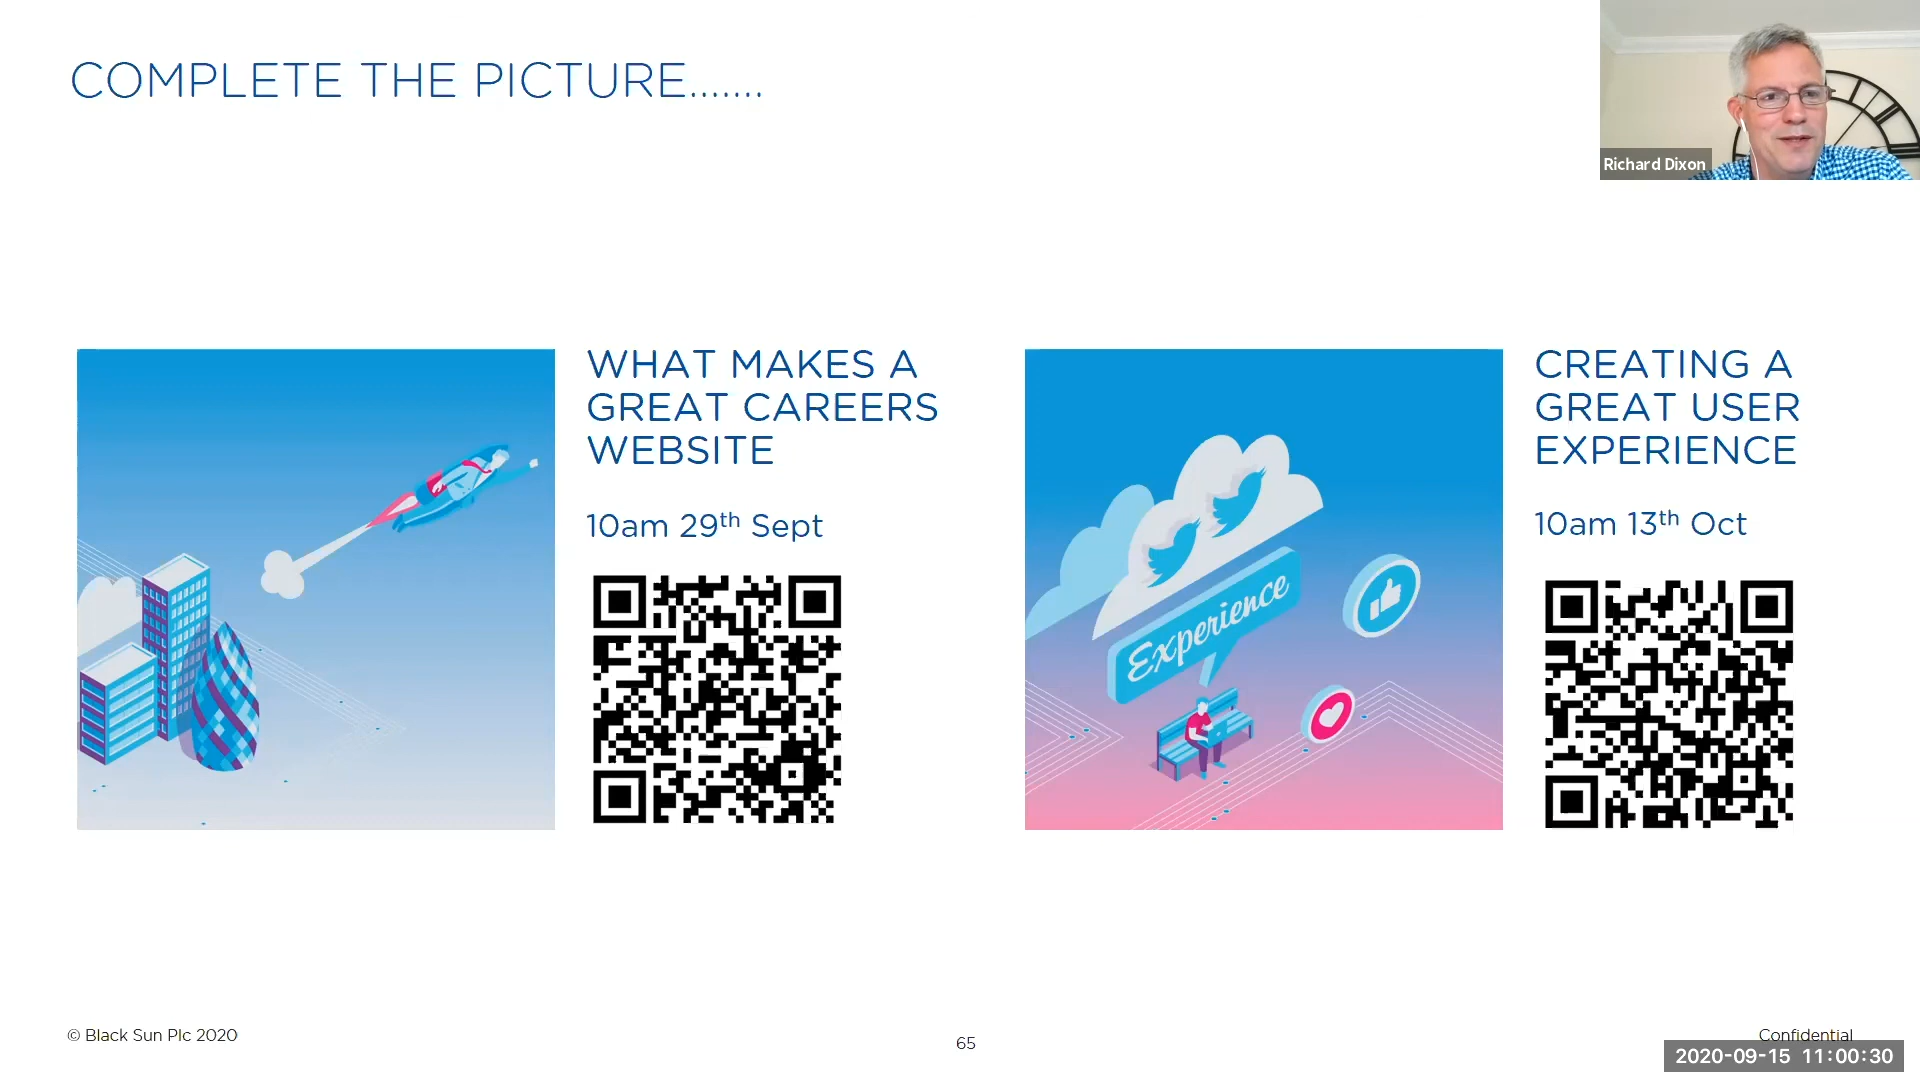 COMPLETE THE PICTURE.......
Richard Dixon
WHAT MAKES A
GREAT CAREERS
WEBSITE
10am 29th Sept
Experience
CREATING A
GREAT USER
EXPERIENCE
10am 13th Oct
© Black Sun Plc 2020
65
Confidential
2020-09-15 11:00:30